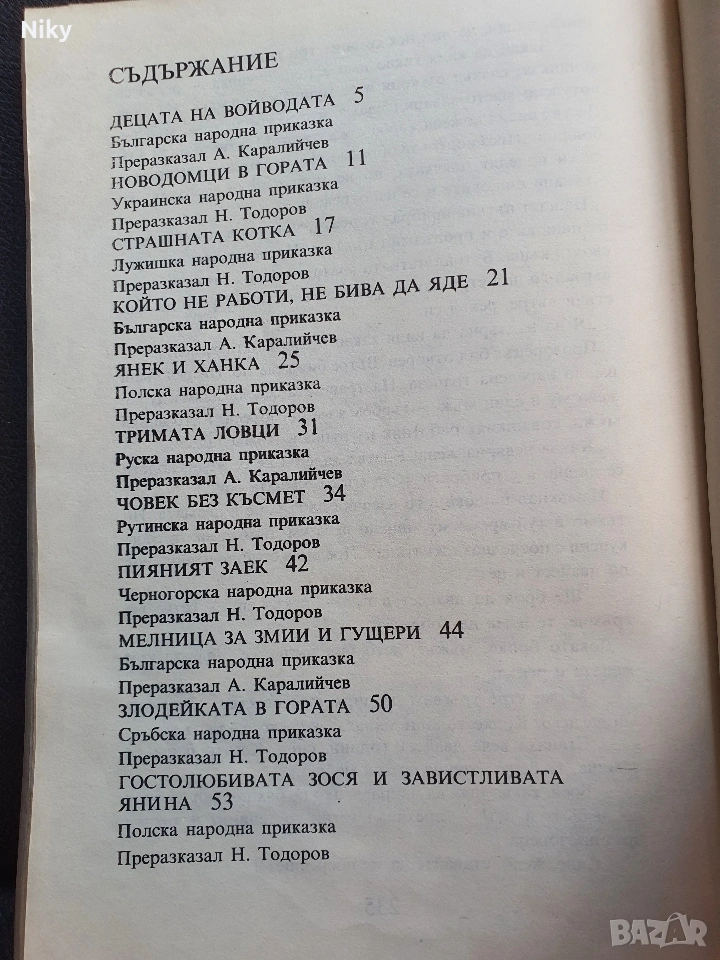 Niky
СЪДЪРЖАНИЕ
ДЕЦАТА НА ВОЙВОДАТА 5
Българска народна приказка
Преразказал А. Каралийчев
НОВОДОМЦИ В ГОРАТА 11
Украинска народна приказка
Преразказал Н. Тодоров
СТРАШНАТА КОТКА 17
Лужишка народна приказка
Преразказал Н. Тодоров
КОЙТО НЕ РАБОТИ, НЕ БИВА ДА ЯДЕ 21
Българска народна приказка
Преразказал А. Каралийчев
ЯНЕК И ХАНКА 25
Полска народна приказка
Преразказал Н. Тодоров
ТРИМАТА ЛОВЦИ 31
Руска народна приказка
Преразказал А. Каралийчев
ЧОВЕК БЕЗ КЪСМЕТ 34
Рутинска народна приказка
Преразказал Н. Тодоров
ПИЯНИЯТ ЗАЕК 42
Черногорска народна приказка
Преразказал Н. Тодоров
МЕЛНИЦА ЗА ЗМИИ И ГУЩЕРИ 44
Българска народна приказка
Преразказал А. Каралийчев
ЗЛОДЕЙКАТА В ГОРАТА 50
Сръбска народна приказка
Преразказал Н. Тодоров
ГОСТОЛЮБИВАТА ЗОСЯ И ЗАВИСТЛИВАТА
ЯНИНА 53
Полска народна приказка
Преразказал Н. Тодоров
BAZAR